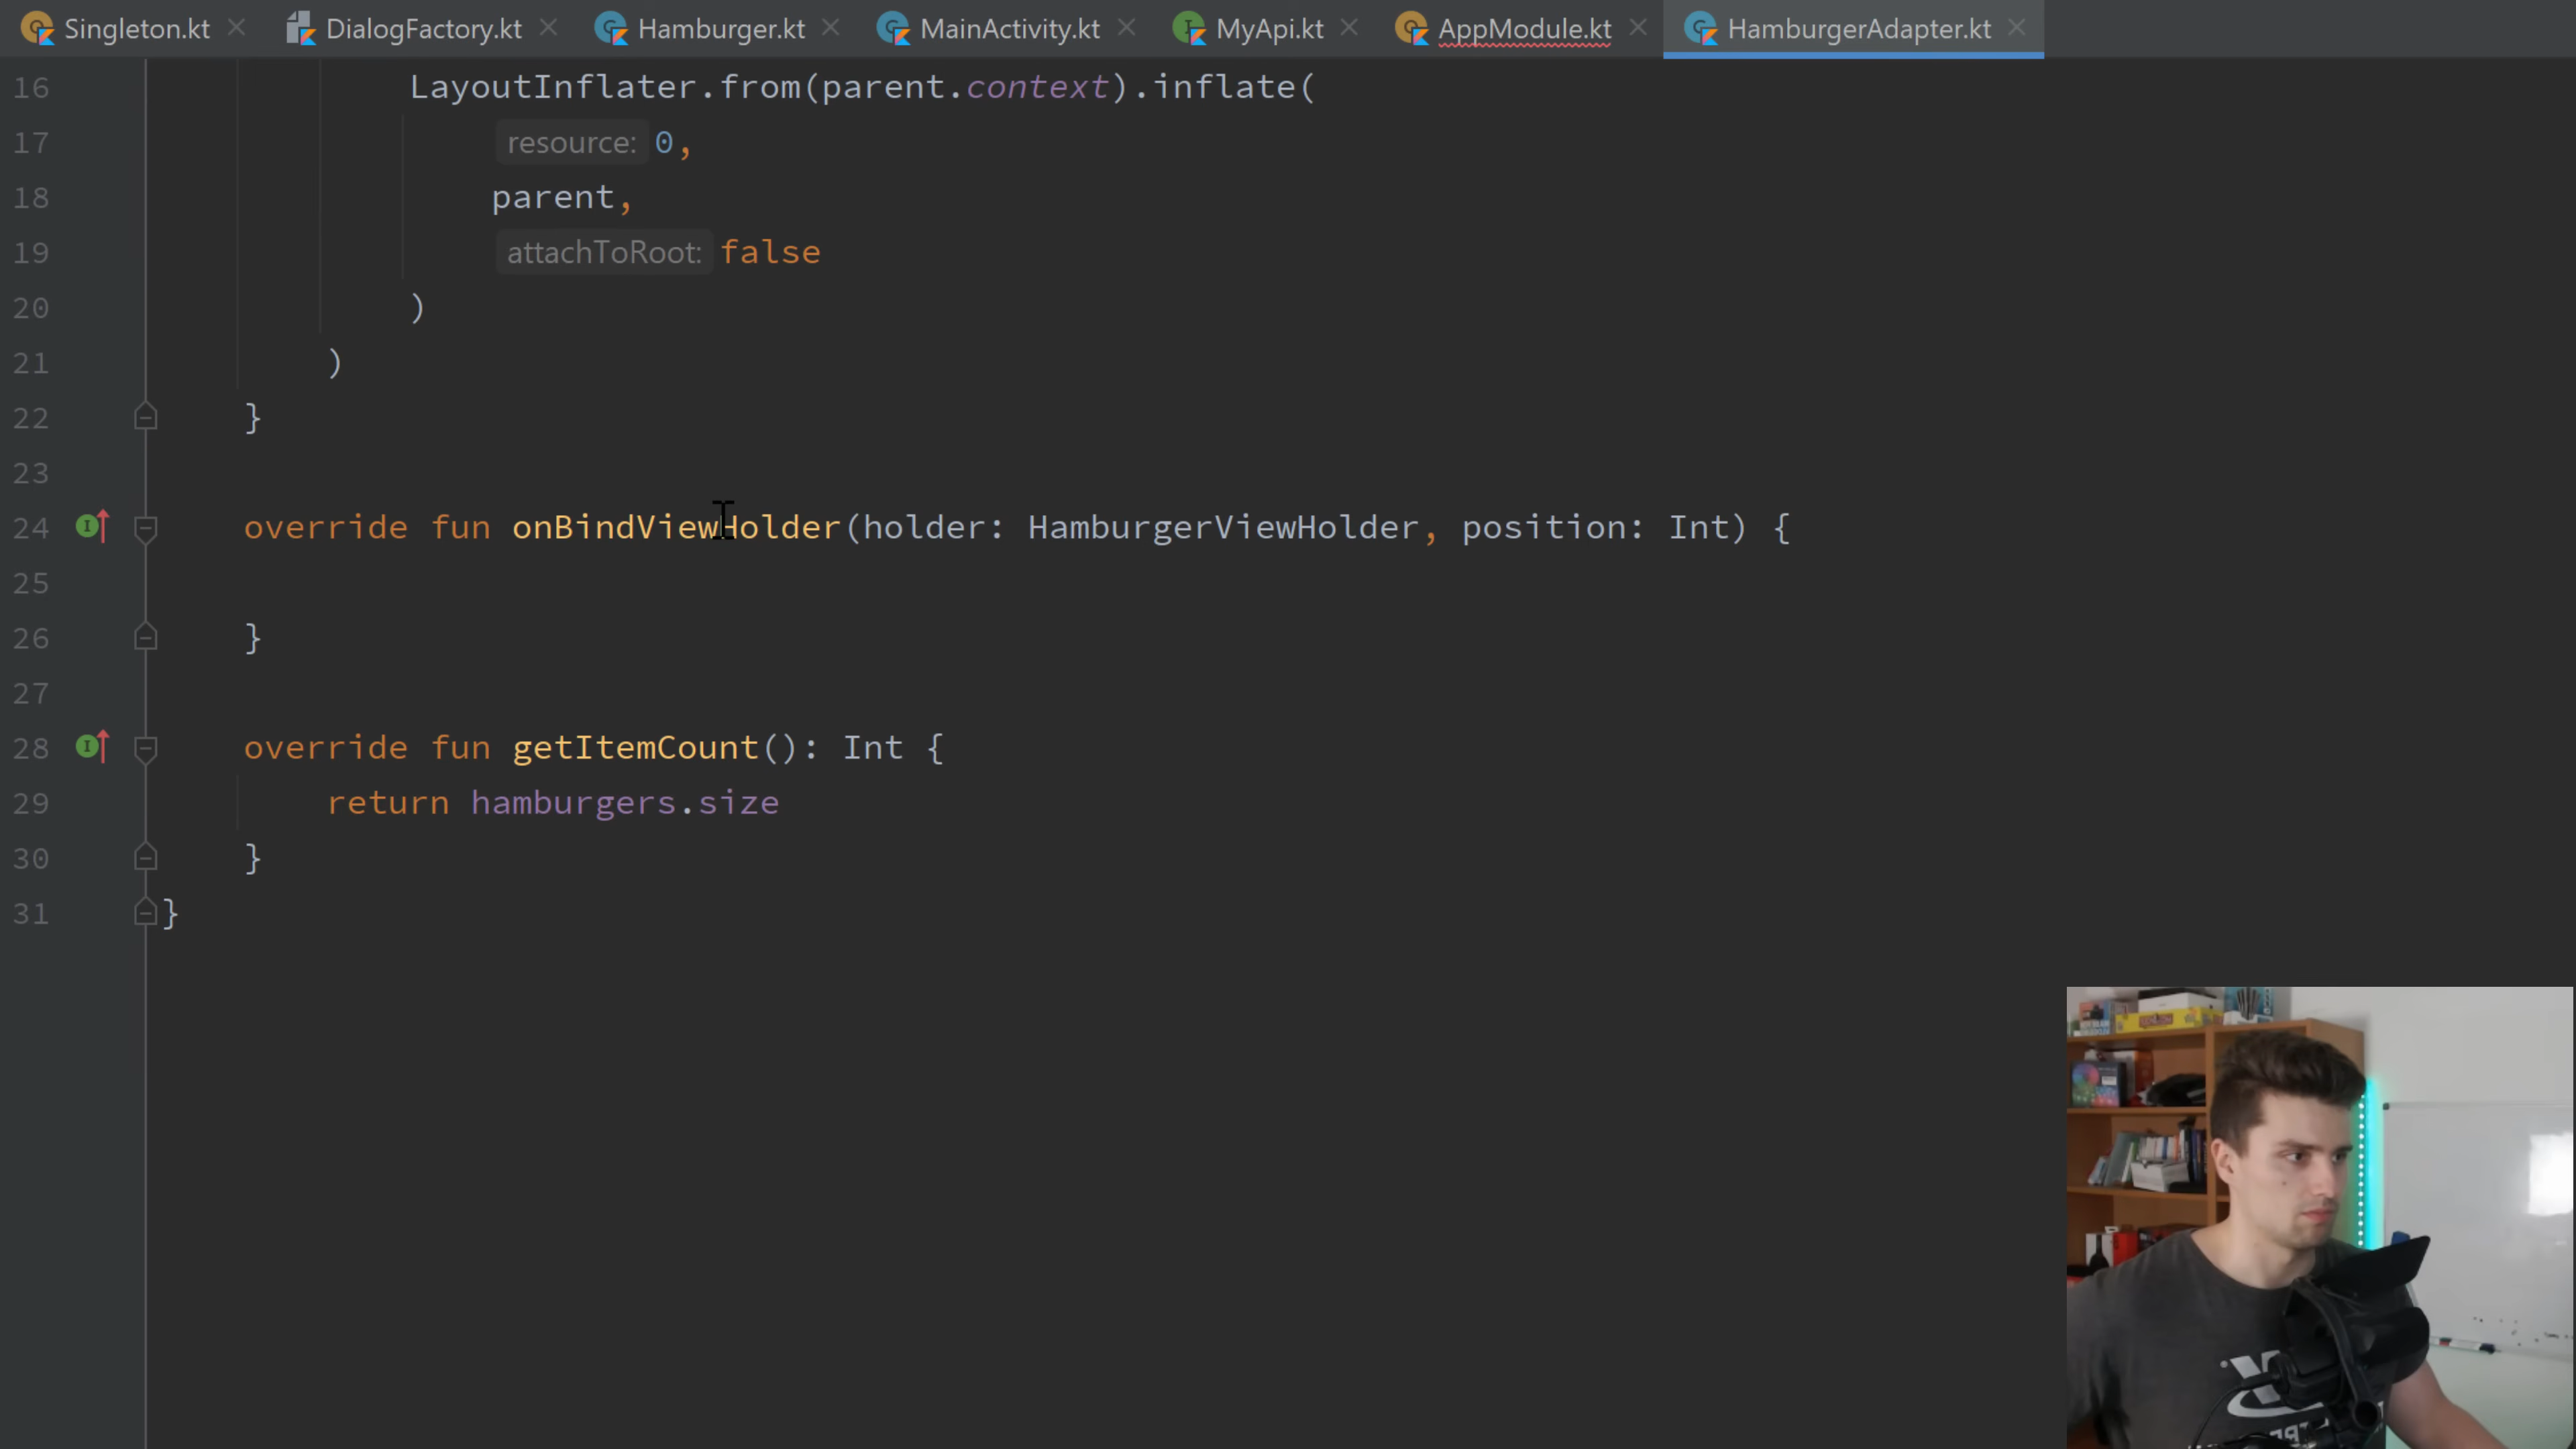 Singleton.kt DialogFactory.kt Hamburger.kt MainActivity.kt MyApi.kt AppModule.kt HamburgerAdapter.kt
16 LayoutInflater.from(parent.context).inflate(
17 resource: 0,
18 parent,
19 attachToRoot: false
20 )
21 )
22 }
23
24 override fun onBindViewHolder(holder: HamburgerViewHolder, position: Int) {
25
26 }
27
28 override fun getItemCount(): Int {
29 return hamburgers.size
30 }
31 }